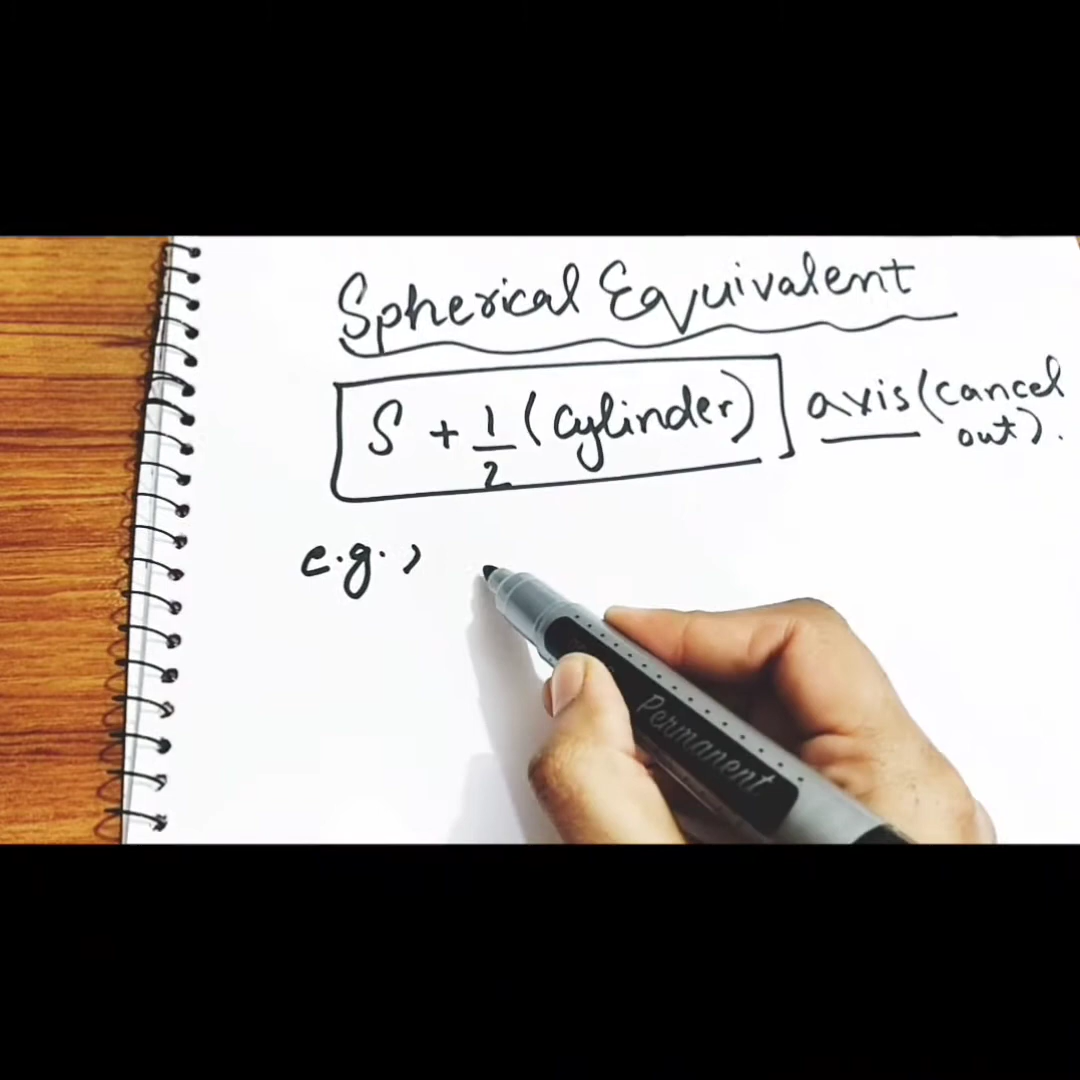 Spherical Equivalent
S + 1/2 (cylinder) axis (cancel out).
e.g.,
Permanent